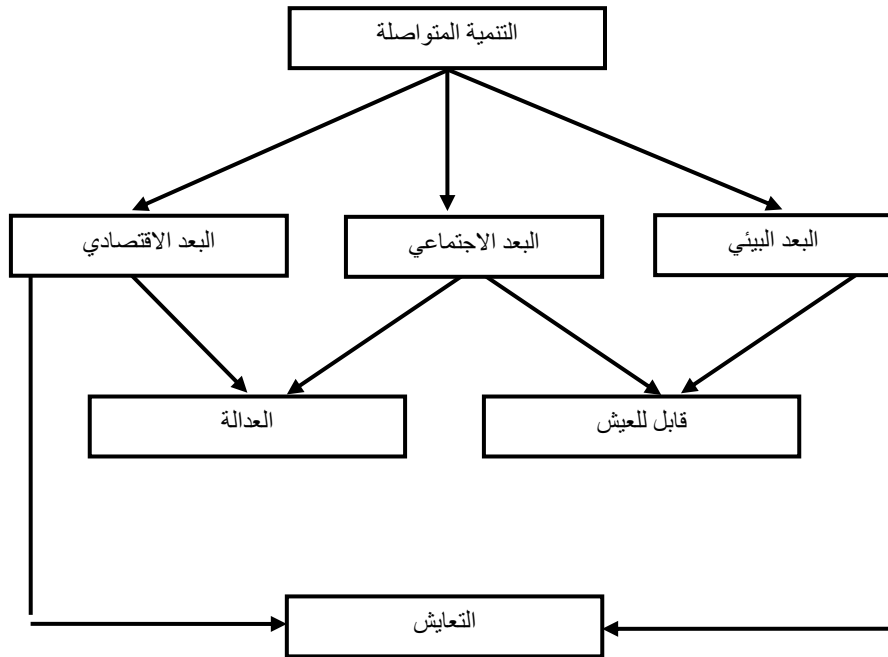 التنمية المتواصلة
البعد البيئي
البعد الاجتماعي
البعد الاقتصادي
قابل للعيش
العدالة
التعايش